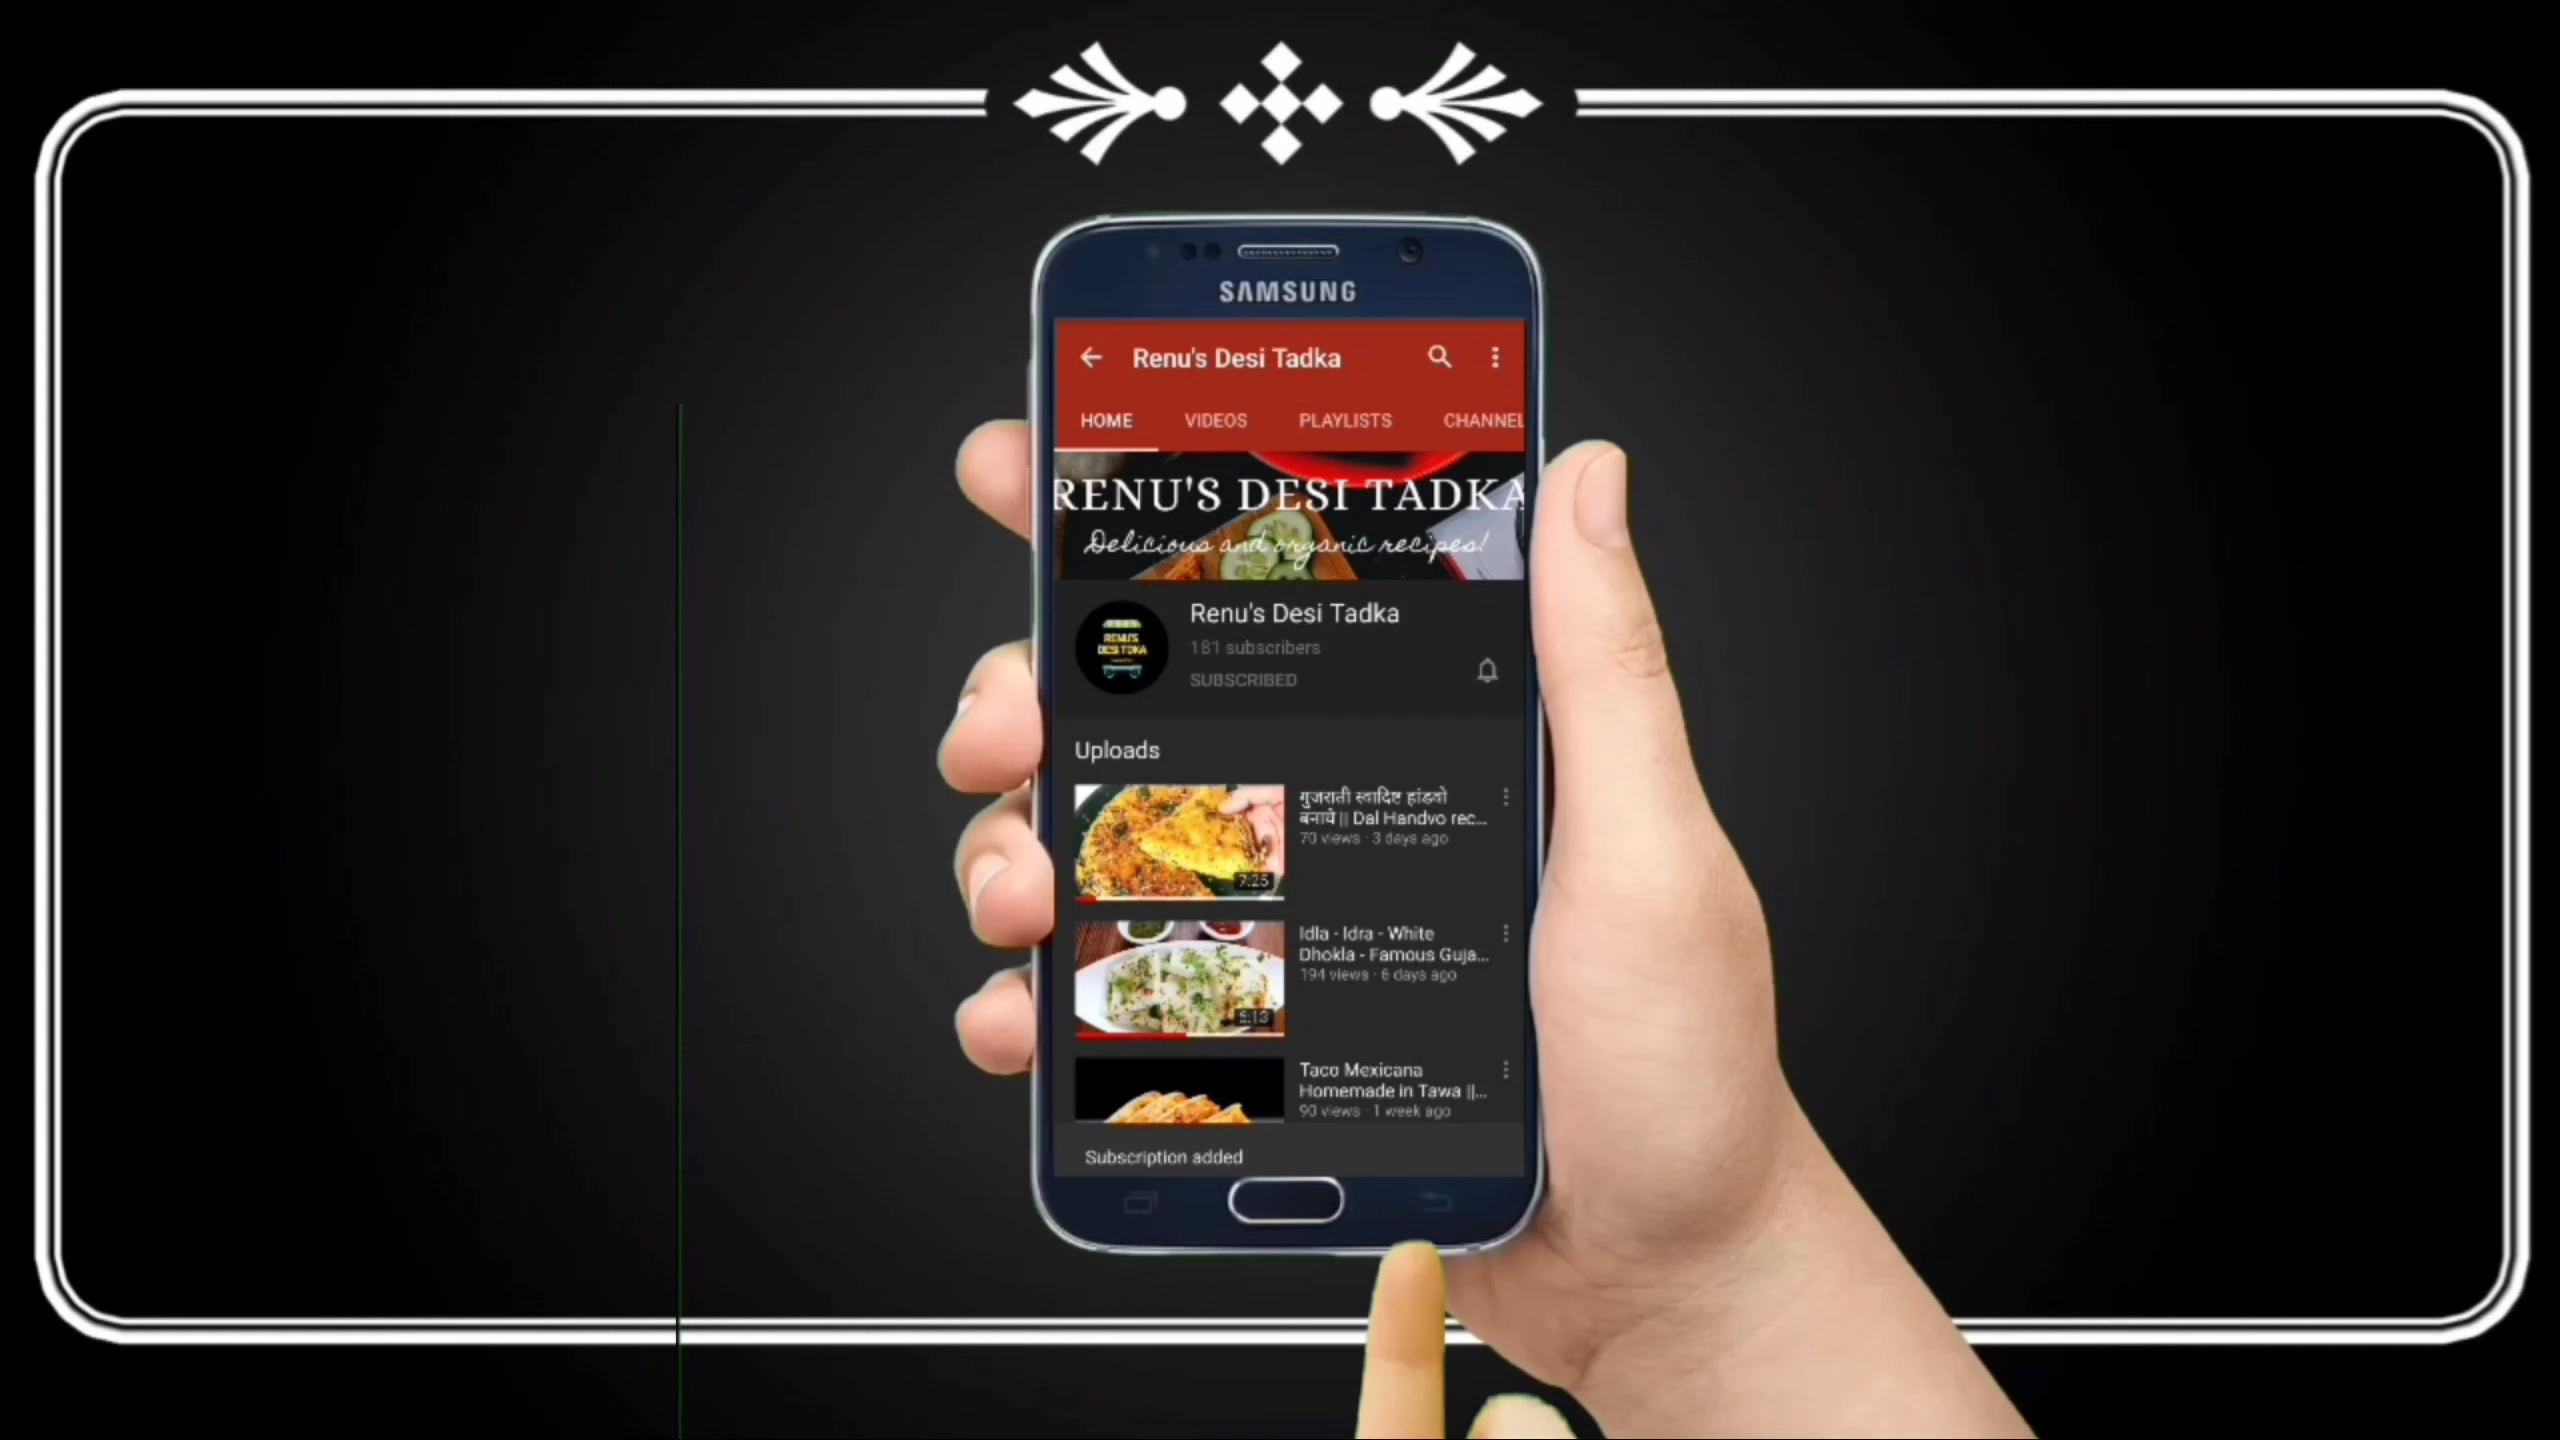 SAMSUNG
Renu's Desi Tadka
HOME VIDEOS PLAYLISTS CHANNEL
RENU'S DESI TADKA
Delicious and organic recipes!
RENU'S
DESI TDKA
Renu's Desi Tadka
181 subscribers
SUBSCRIBED
Uploads
गुजराती स्वादिष्ट हांडवो
बनाये || Dal Handvo rec...
70 views · 3 days ago
7:25
Idla - Idra - White
Dhokla - Famous Guja...
194 views · 6 days ago
Taco Mexicana
Homemade in Tawa ||...
90 views · 1 week ago
Subscription added